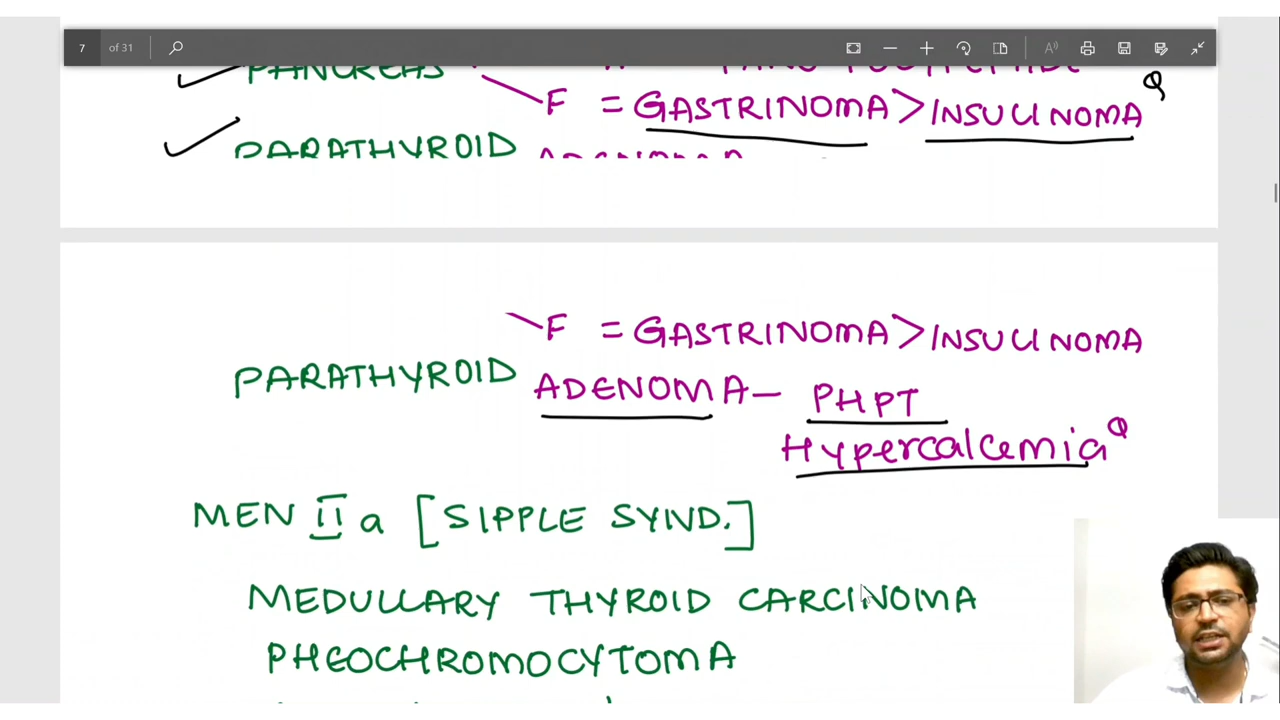 7 of 31
PANCREAS
F = GASTRINOMA > INSULINOMA Q
PARATHYROID
F = GASTRINOMA > INSULINOMA
PARATHYROID ADENOMA – PHPT
Hypercalcemia Q
MEN II a [SIPPLE SYND.]
MEDULLARY THYROID CARCINOMA
PHEOCHROMOCYTOMA